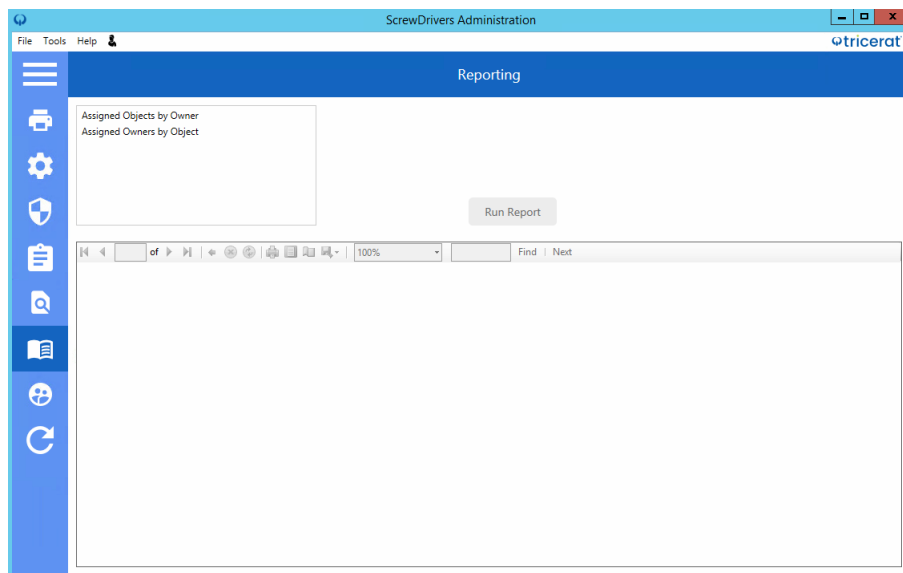 ScrewDrivers Administration
File Tools Help
tricerat
Reporting
Assigned Objects by Owner
Assigned Owners by Object
Run Report
of 100% Find | Next